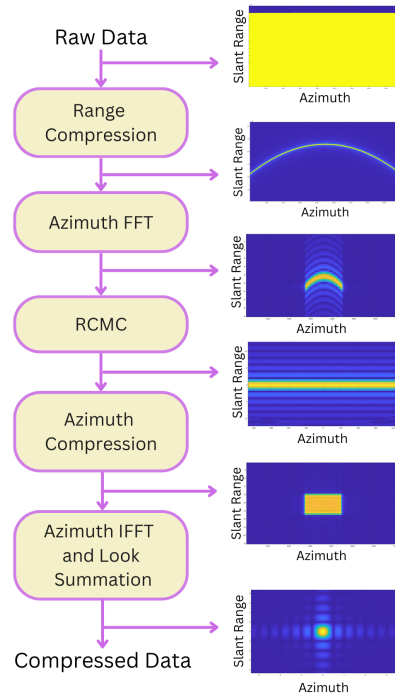 Raw Data
Slant Range
Azimuth
Range
Compression
Slant Range
Azimuth
Azimuth FFT
Slant Range
Azimuth
RCMC
Slant Range
Azimuth
Azimuth
Compression
Slant Range
Azimuth
Azimuth IFFT
and Look
Summation
Slant Range
Azimuth
Compressed Data